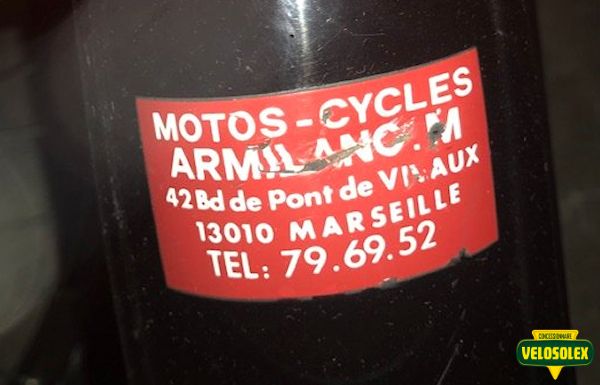 MOTOS-CYCLES
42 Bd de Pont de
13010 MARSEILLE
TEL: 79.69.52
CONCESSIONNAIRE
VELOSOLEX